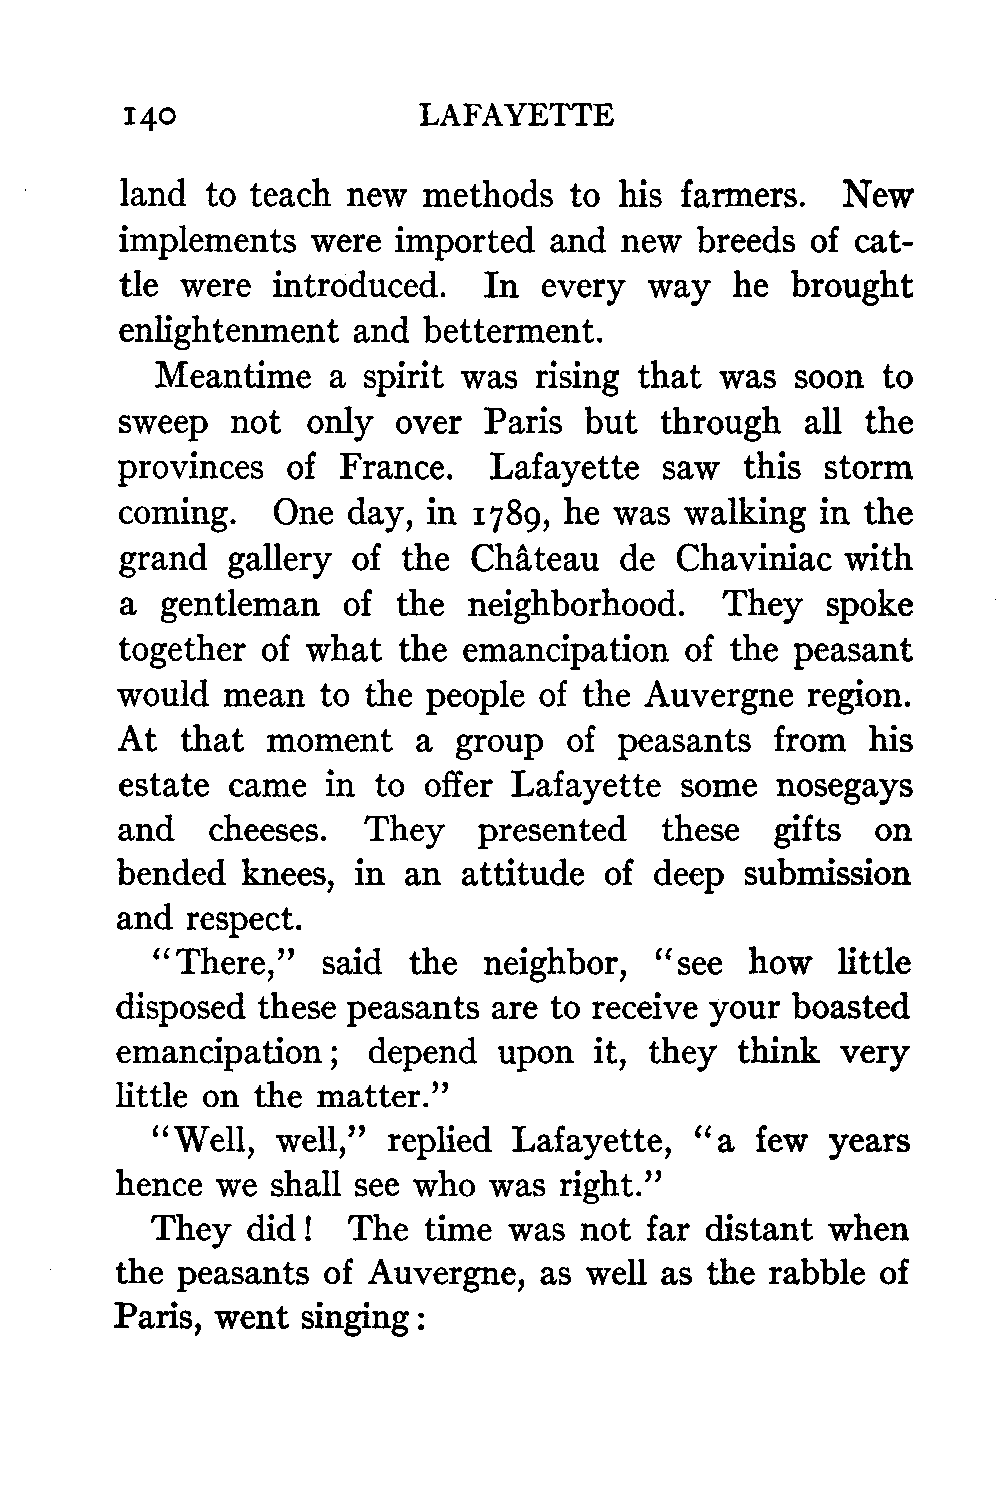 140 LAFAYETTE
land to teach new methods to his farmers. New
implements were imported and new breeds of cat-
tle were introduced. In every way he brought
enlightenment and betterment.
Meantime a spirit was rising that was soon to
sweep not only over Paris but through all the
provinces of France. Lafayette saw this storm
coming. One day, in 1789, he was walking in the
grand gallery of the Château de Chaviniac with
a gentleman of the neighborhood. They spoke
together of what the emancipation of the peasant
would mean to the people of the Auvergne region.
At that moment a group of peasants from his
estate came in to offer Lafayette some nosegays
and cheeses. They presented these gifts on
bended knees, in an attitude of deep submission
and respect.
"There," said the neighbor, "see how little
disposed these peasants are to receive your boasted
emancipation; depend upon it, they think very
little on the matter."
"Well, well," replied Lafayette, "a few years
hence we shall see who was right."
They did! The time was not far distant when
the peasants of Auvergne, as well as the rabble of
Paris, went singing: